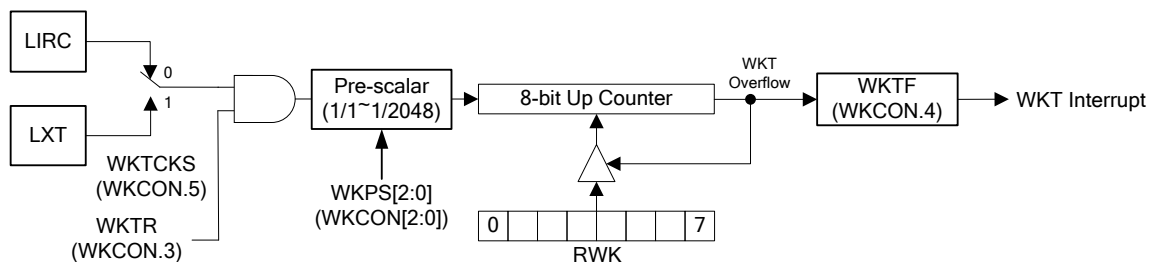 LIRC
0
1
LXT
WKTCKS
(WKCON.5)
WKTR
(WKCON.3)
Pre-scalar
(1/1~1/2048)
WKPS[2:0]
(WKCON[2:0])
8-bit Up Counter
0 7
RWK
WKT
Overflow
WKTF
(WKCON.4)
WKT Interrupt